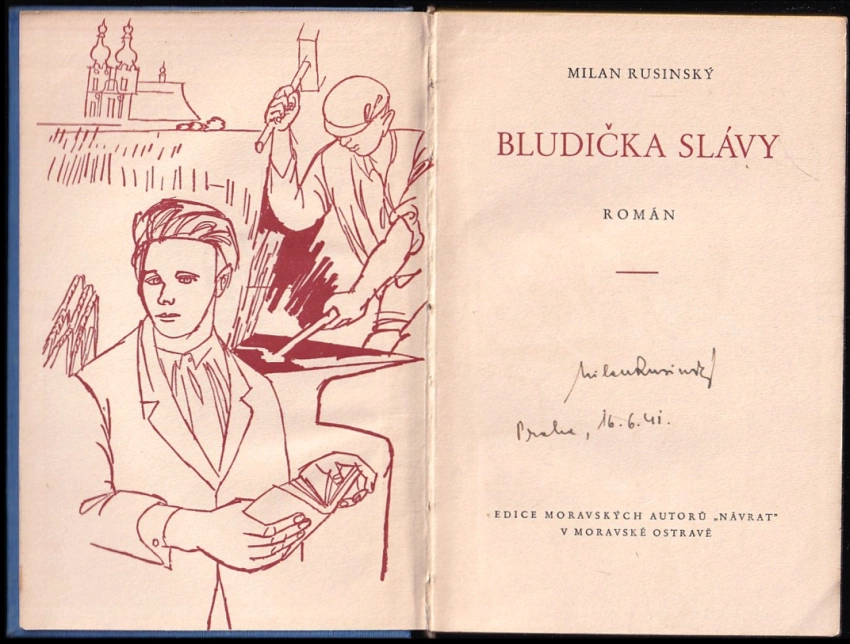 MILAN RUSINSKÝ
BLUDIČKA SLÁVY
ROMÁN
Milan Rusinský
Praha, 16.6.41.
EDICE MORAVSKÝCH AUTORŮ „NÁVRAT"
V MORAVSKÉ OSTRAVĚ